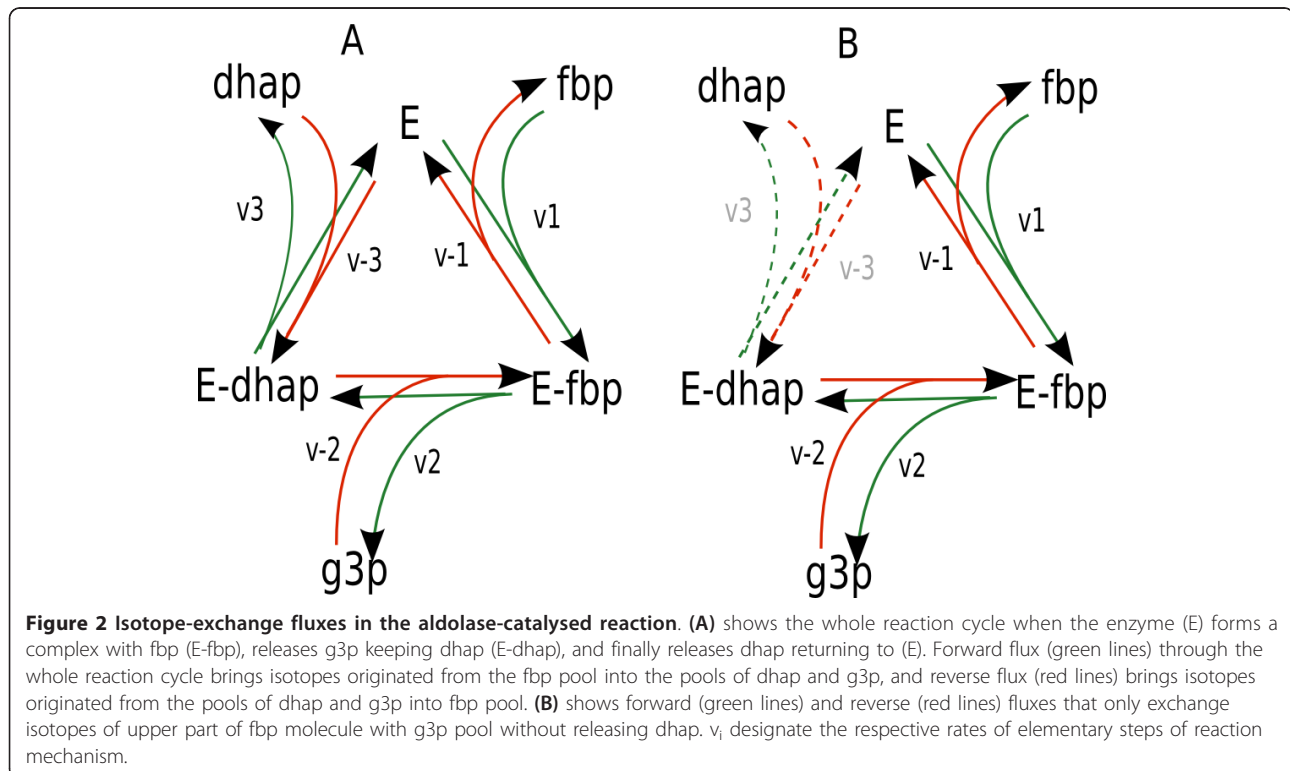 A
dhap
fbp
E
v3
v-3
v-1
v1
E-dhap
E-fbp
v-2
v2
g3p
B
dhap
fbp
E
v3
v-3
v-1
v1
E-dhap
E-fbp
v-2
v2
g3p
Figure 2 Isotope-exchange fluxes in the aldolase-catalysed reaction. (A) shows the whole reaction cycle when the enzyme (E) forms a
complex with fbp (E-fbp), releases g3p keeping dhap (E-dhap), and finally releases dhap returning to (E). Forward flux (green lines) through the
whole reaction cycle brings isotopes originated from the fbp pool into the pools of dhap and g3p, and reverse flux (red lines) brings isotopes
originated from the pools of dhap and g3p into fbp pool. (B) shows forward (green lines) and reverse (red lines) fluxes that only exchange
isotopes of upper part of fbp molecule with g3p pool without releasing dhap. vi designate the respective rates of elementary steps of reaction
mechanism.